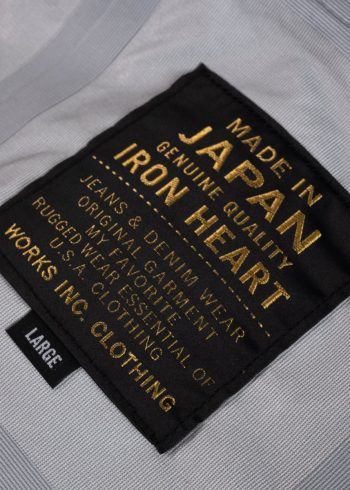 MADE IN
JAPAN
GENUINE QUALITY
IRON HEART
JEANS & DENIM WEAR
ORIGINAL GARMENT
MY FAVORITE
RUGGED WEAR ESSENTIAL OF
U.S.A. CLOTHING
WORKS INC. CLOTHING
LARGE